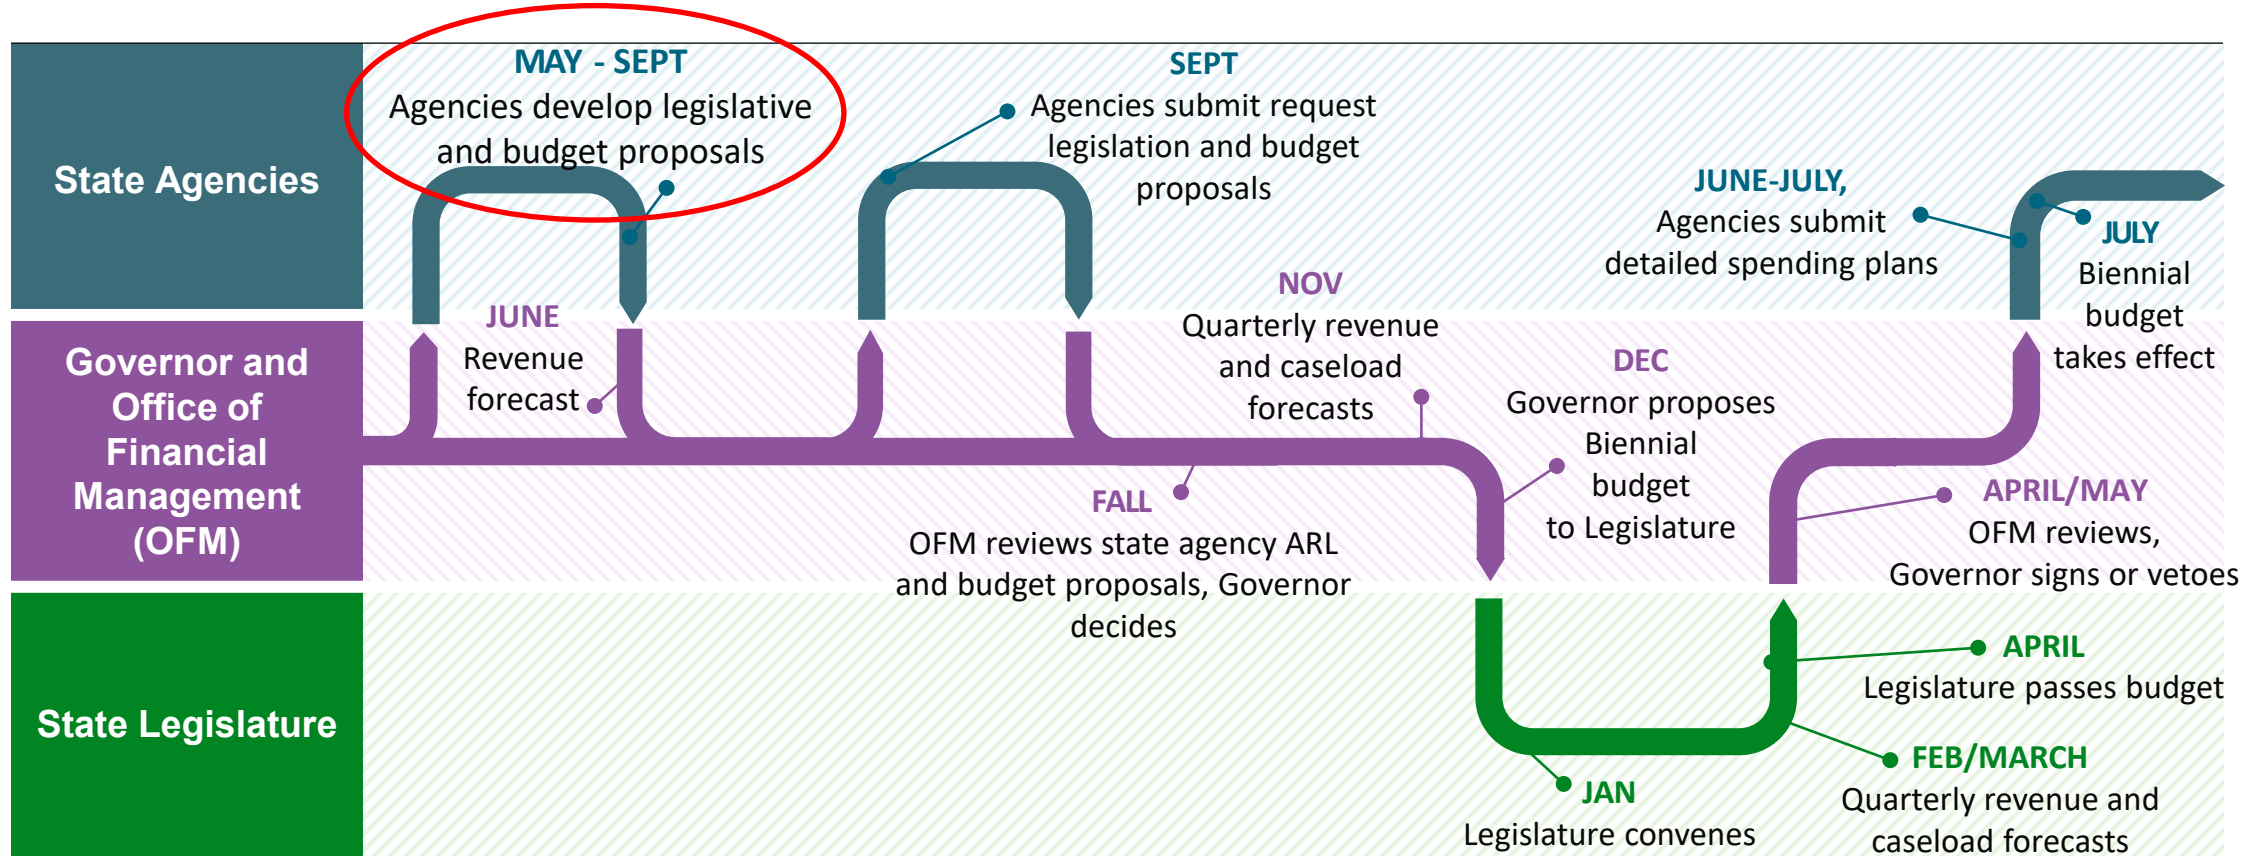 State Agencies
MAY - SEPT
Agencies develop legislative
and budget proposals
SEPT
Agencies submit request
legislation and budget
proposals
JUNE-JULY,
Agencies submit
detailed spending plans
JULY
Biennial
budget
takes effect
Governor and
Office of
Financial
Management
(OFM)
JUNE
Revenue
forecast
NOV
Quarterly revenue
and caseload
forecasts
FALL
OFM reviews state agency ARL
and budget proposals, Governor
decides
DEC
Governor proposes
Biennial
budget
to Legislature
APRIL/MAY
OFM reviews,
Governor signs or vetoes
State Legislature
JAN
Legislature convenes
APRIL
Legislature passes budget
FEB/MARCH
Quarterly revenue and
caseload forecasts